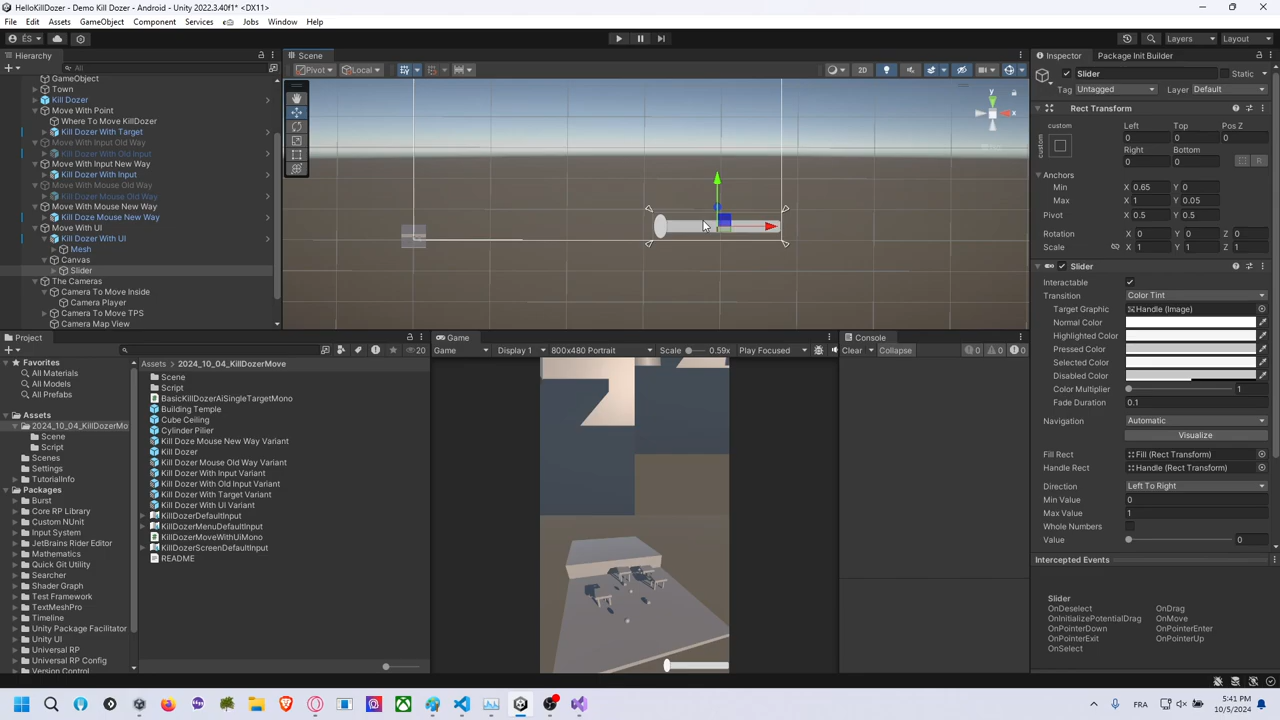 HelloKillDozer - Demo Kill Dozer - Android - Unity 2022.3.40f1* <DX11>
File Edit Assets GameObject Component Services Jobs Window Help
ÉS Layers Layout
Hierarchy
All
GameObject
Town
Kill Dozer
Move With Point
Where To Move KillDozer
Kill Dozer With Target
Move With Input Old Way
Kill Dozer With Old Input
Move With Input New Way
Kill Dozer With Input
Move With Mouse Old Way
Kill Dozer Mouse Old Way
Move With Mouse New Way
Kill Doze Mouse New Way
Move With UI
Kill Dozer With UI
Mesh
Canvas
Slider
The Cameras
Camera To Move Inside
Camera Player
Camera To Move TPS
Camera Map View
Scene
Pivot Local 2D
y
x
Project
20
Favorites
All Materials
All Models
All Prefabs
Assets
2024_10_04_KillDozerMo
Scene
Script
Scenes
Settings
TutorialInfo
Packages
Burst
Core RP Library
Custom NUnit
Input System
JetBrains Rider Editor
Mathematics
Quick Git Utility
Searcher
Shader Graph
Test Framework
TextMeshPro
Timeline
Unity Package Facilitator
Unity UI
Universal RP
Universal RP Config
Version Control
Assets > 2024_10_04_KillDozerMove
Scene
Script
BasicKillDozerAiSingleTargetMono
Building Temple
Cube Ceiling
Cylinder Pilier
Kill Doze Mouse New Way Variant
Kill Dozer
Kill Dozer Mouse Old Way Variant
Kill Dozer With Input Variant
Kill Dozer With Old Input Variant
Kill Dozer With Target Variant
Kill Dozer With UI Variant
KillDozerDefaultInput
KillDozerMenuDefaultInput
KillDozerMoveWithUiMono
KillDozerScreenDefaultInput
README
Game
Game Display 1 800x480 Portrait Scale 0.59x Play Focused
Console
Clear Collapse 0 0 0
Inspector Package Init Builder
Slider Static
Tag Untagged Layer Default
Rect Transform
custom Left Top Pos Z
custom 0 0 0
Right Bottom
0 0 R
Anchors
Min X 0.65 Y 0
Max X 1 Y 0.05
Pivot X 0.5 Y 0.5
Rotation X 0 Y 0 Z 0
Scale X 1 Y 1 Z 1
Slider
Interactable
Transition Color Tint
Target Graphic Handle (Image)
Normal Color
Highlighted Color
Pressed Color
Selected Color
Disabled Color
Color Multiplier 1
Fade Duration 0.1
Navigation Automatic
Visualize
Fill Rect Fill (Rect Transform)
Handle Rect Handle (Rect Transform)
Direction Left To Right
Min Value 0
Max Value 1
Whole Numbers
Value 0
Intercepted Events
Slider
OnDeselect OnDrag
OnInitializePotentialDrag OnMove
OnPointerDown OnPointerEnter
OnPointerExit OnPointerUp
OnSelect
FRA
5:41 PM
10/5/2024